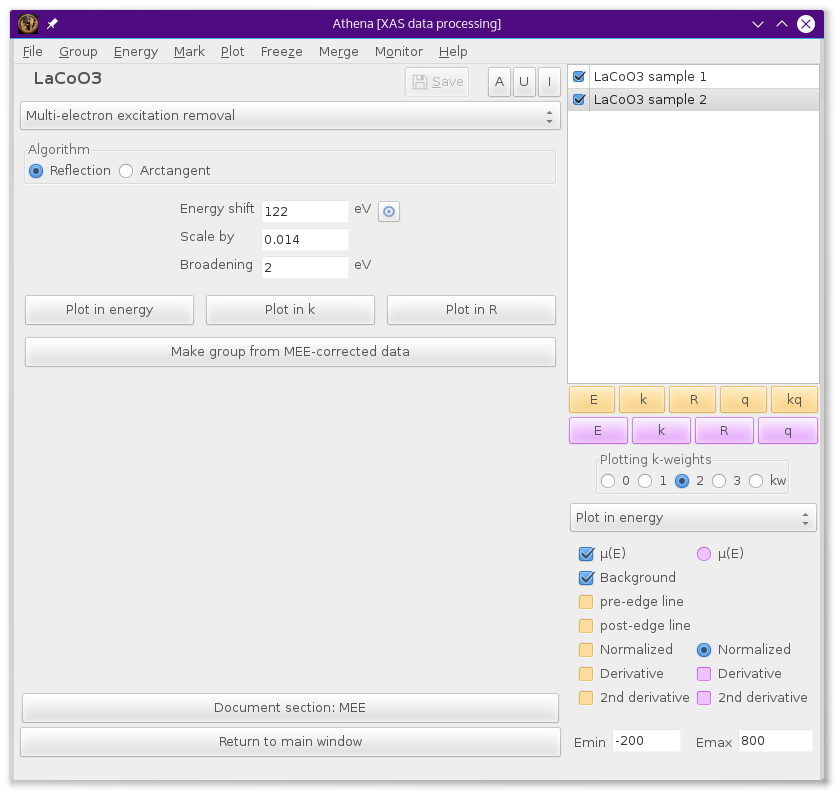 Athena [XAS data processing]
File Group Energy Mark Plot Freeze Merge Monitor Help
LaCoO3
Save A U I
Multi-electron excitation removal
Algorithm
Reflection Arctangent
Energy shift 122 eV
Scale by 0.014
Broadening 2 eV
Plot in energy Plot in k Plot in R
Make group from MEE-corrected data
Document section: MEE
Return to main window
LaCoO3 sample 1
LaCoO3 sample 2
E k R q kq
E k R q
Plotting k-weights
0 1 2 3 kw
Plot in energy
μ(E) μ(E)
Background
pre-edge line
post-edge line
Normalized Normalized
Derivative Derivative
2nd derivative 2nd derivative
Emin -200 Emax 800